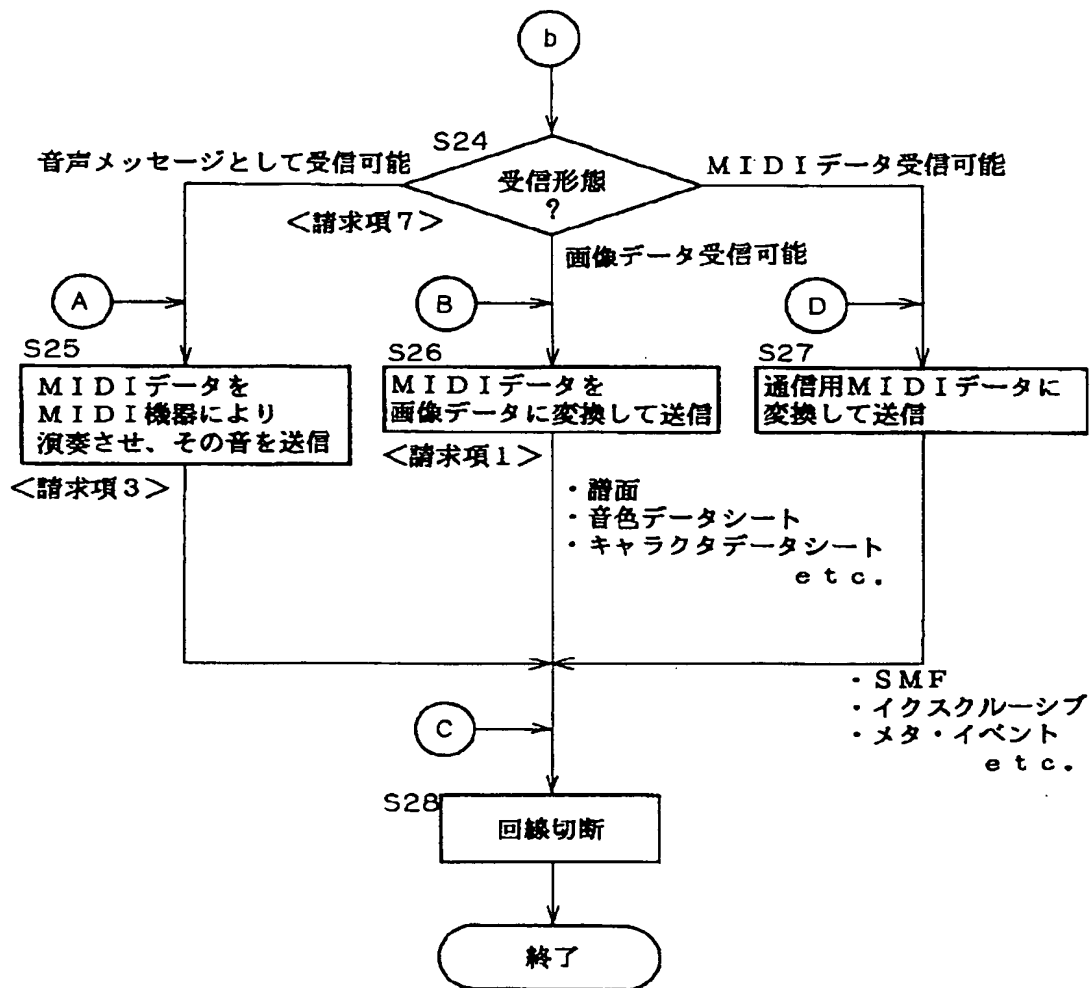 b
S24
音声メッセージとして受信可能
受信形態
?
MIDIデータ受信可能
<請求項7>
画像データ受信可能
A
B
D
S25
MIDIデータを
MIDI機器により
演奏させ、その音を送信
<請求項3>
S26
MIDIデータを
画像データに変換して送信
<請求項1>
・譜面
・音色データシート
・キャラクタデータシート
etc.
S27
通信用MIDIデータに
変換して送信
・SMF
・イクスクルーシブ
・メタ・イベント
etc.
C
S28
回線切断
終了